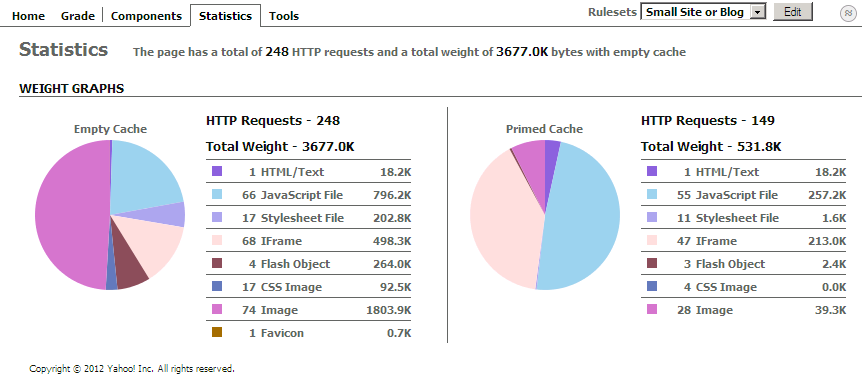 Home Grade Components Statistics Tools Rulesets Small Site or Blog Edit
Statistics The page has a total of 248 HTTP requests and a total weight of 3677.0K bytes with empty cache
WEIGHT GRAPHS
Empty Cache
HTTP Requests - 248
Total Weight - 3677.0K
1 HTML/Text 18.2K
66 JavaScript File 796.2K
17 Stylesheet File 202.8K
68 IFrame 498.3K
4 Flash Object 264.0K
17 CSS Image 92.5K
74 Image 1803.9K
1 Favicon 0.7K
Primed Cache
HTTP Requests - 149
Total Weight - 531.8K
1 HTML/Text 18.2K
55 JavaScript File 257.2K
11 Stylesheet File 1.6K
47 IFrame 213.0K
3 Flash Object 2.4K
4 CSS Image 0.0K
28 Image 39.3K
Copyright © 2012 Yahoo! Inc. All rights reserved.